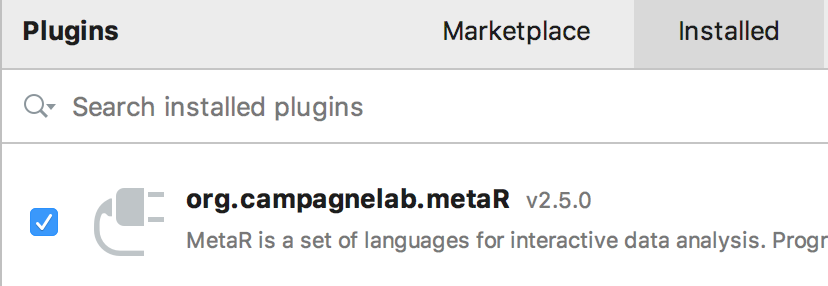 Plugins Marketplace Installed
Search installed plugins
org.campagnelab.metaR v2.5.0
MetaR is a set of languages for interactive data analysis. Progr